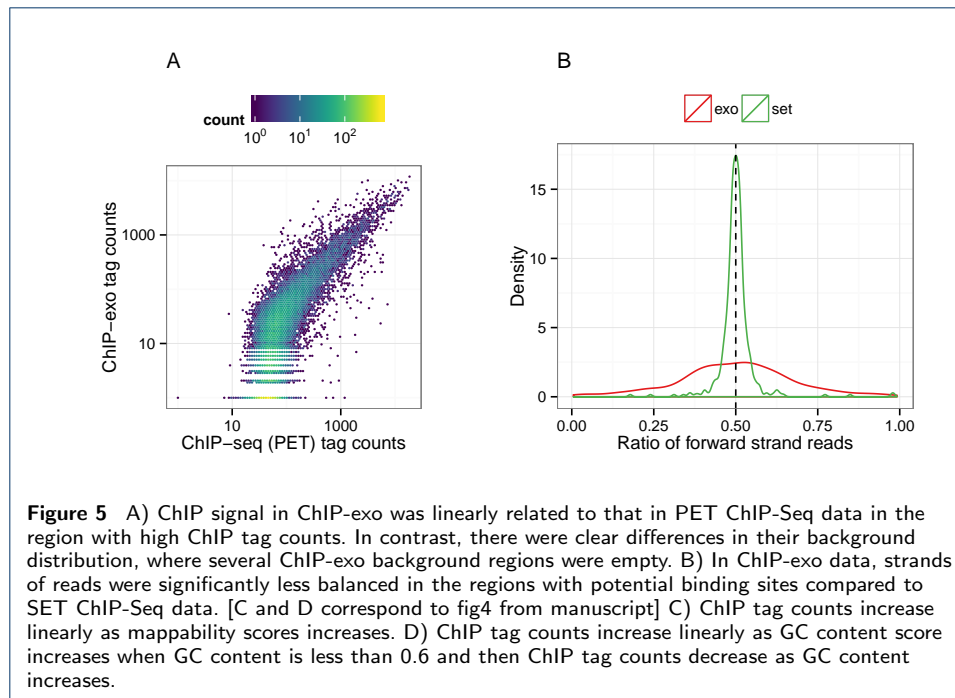 A
count
10^0 10^1 10^2
ChIP−exo tag counts
1000
10
10 1000
ChIP−seq (PET) tag counts
B
exo set
Density
15
10
5
0
0.00 0.25 0.50 0.75 1.00
Ratio of forward strand reads
Figure 5 A) ChIP signal in ChIP-exo was linearly related to that in PET ChIP-Seq data in the
region with high ChIP tag counts. In contrast, there were clear differences in their background
distribution, where several ChIP-exo background regions were empty. B) In ChIP-exo data, strands
of reads were significantly less balanced in the regions with potential binding sites compared to
SET ChIP-Seq data. [C and D correspond to fig4 from manuscript] C) ChIP tag counts increase
linearly as mappability scores increases. D) ChIP tag counts increase linearly as GC content score
increases when GC content is less than 0.6 and then ChIP tag counts decrease as GC content
increases.